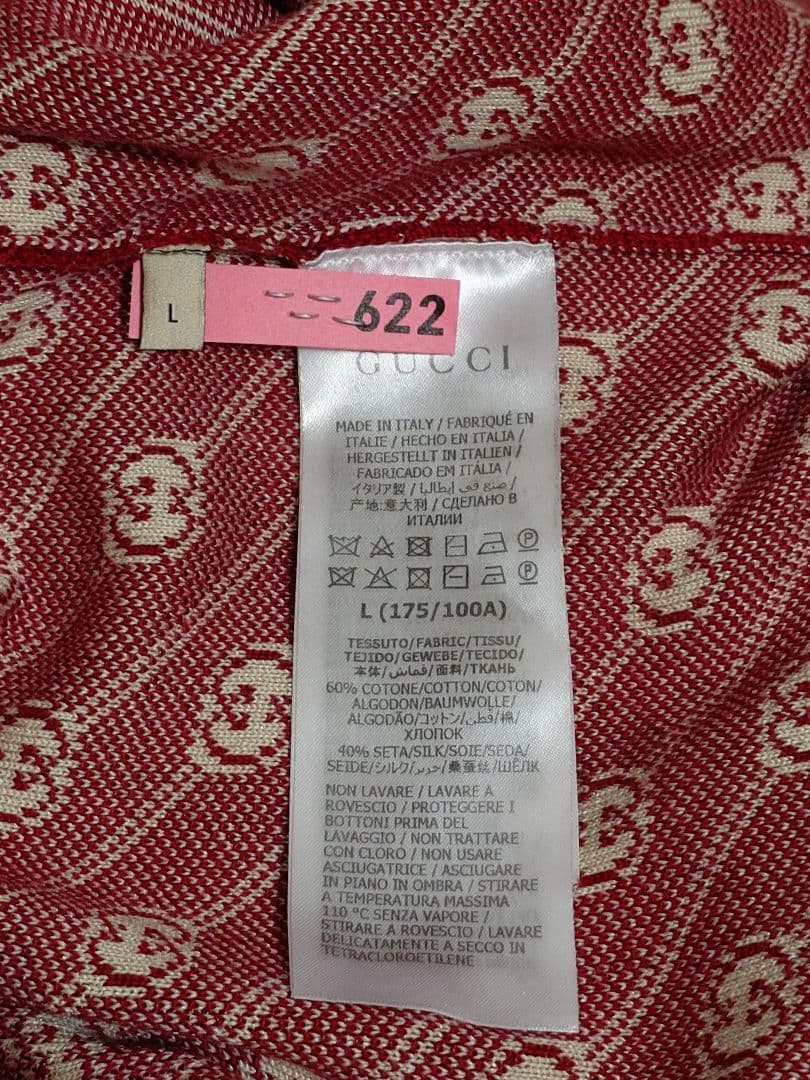 L
622
GUCCI
MADE IN ITALY / FABRIQUÉ EN
ITALIE / HECHO EN ITALIA /
HERGESTELLT IN ITALIEN /
FABRICADO EM ITÁLIA /
イタリア製 / صنع في إيطاليا /
产地:意大利 / СДЕЛАНО В
ИТАЛИИ
L (175/100A)
TESSUTO/FABRIC/TISSU/
TEJIDO/GEWEBE/TECIDO/
本体/قماش/面料/ТКАНЬ
60% COTONE/COTTON/COTON/
ALGODON/BAUMWOLLE/
ALGODÃO/コットン/قطن/棉/
ХЛОПОК
40% SETA/SILK/SOIE/SEDA/
SEIDE/シルク/حرير/桑蚕丝/ШЁЛК
NON LAVARE / LAVARE A
ROVESCIO / PROTEGGERE I
BOTTONI PRIMA DEL
LAVAGGIO / NON TRATTARE
CON CLORO / NON USARE
ASCIUGATRICE / ASCIUGARE
IN PIANO IN OMBRA / STIRARE
A TEMPERATURA MASSIMA
110 °C SENZA VAPORE /
STIRARE A ROVESCIO / LAVARE
DELICATAMENTE A SECCO IN
TETRACLOROETILENE